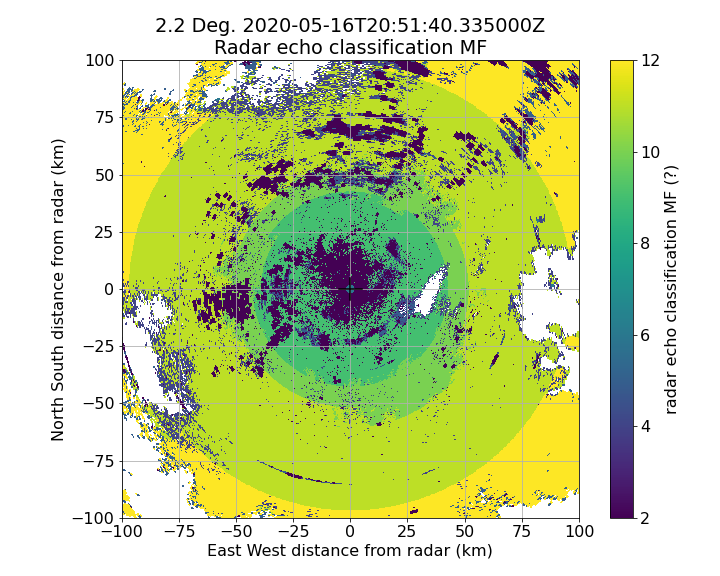 2.2 Deg. 2020-05-16T20:51:40.335000Z
Radar echo classification MF
100
75
50
25
0
−25
−50
−75
−100
North South distance from radar (km)
−100 −75 −50 −25 0 25 50 75 100
East West distance from radar (km)
12
10
8
6
4
2
radar echo classification MF (?)